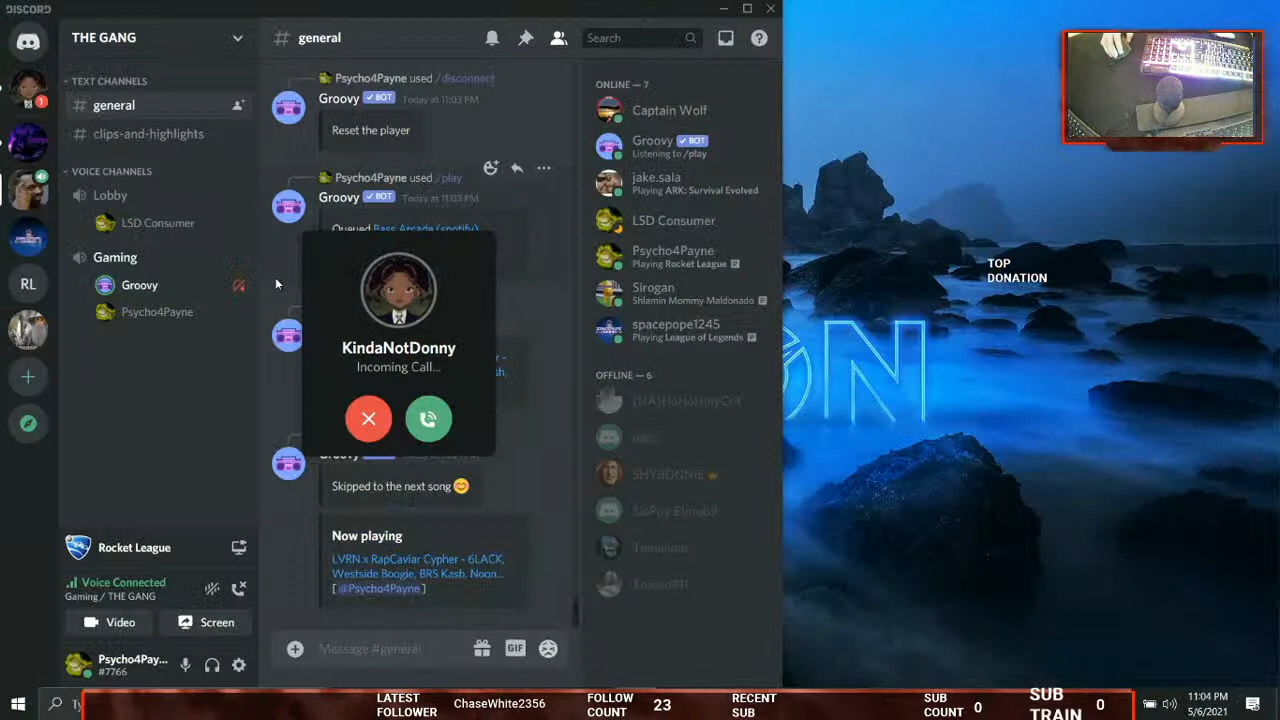 DISCORD
THE GANG
TEXT CHANNELS
general
clips-and-highlights
VOICE CHANNELS
Lobby
LSD Consumer
Gaming
Groovy
Psycho4Payne
1
RL
Rocket League
Voice Connected
Gaming / THE GANG
Video
Screen
Psycho4Pay...
#7766
# general
Search
Psycho4Payne used /disconnect
Groovy BOT Today at 11:03 PM
Reset the player
Psycho4Payne used /play
Groovy BOT Today at 11:03 PM
Queued Bass Arcade (spotify)
KindaNotDonny
Incoming Call...
Skipped to the next song
Now playing
LVRN x RapCaviar Cypher - 6LACK,
Westside Boogie, BRS Kash, Noon...
[ @Psycho4Payne ]
Message #general
GIF
ONLINE — 7
Captain Wolf
Groovy BOT
Listening to /play
jake.sala
Playing ARK: Survival Evolved
LSD Consumer
Psycho4Payne
Playing Rocket League
Sirogan
Shlamin Mommy Maldonado
spacepope1245
Playing League of Legends
OFFLINE — 6
TOP
DONATION
ON
LATEST
FOLLOWER
ChaseWhite2356
FOLLOW
COUNT
23
RECENT
SUB
SUB
COUNT
0
SUB
TRAIN
0
11:04 PM
5/6/2021